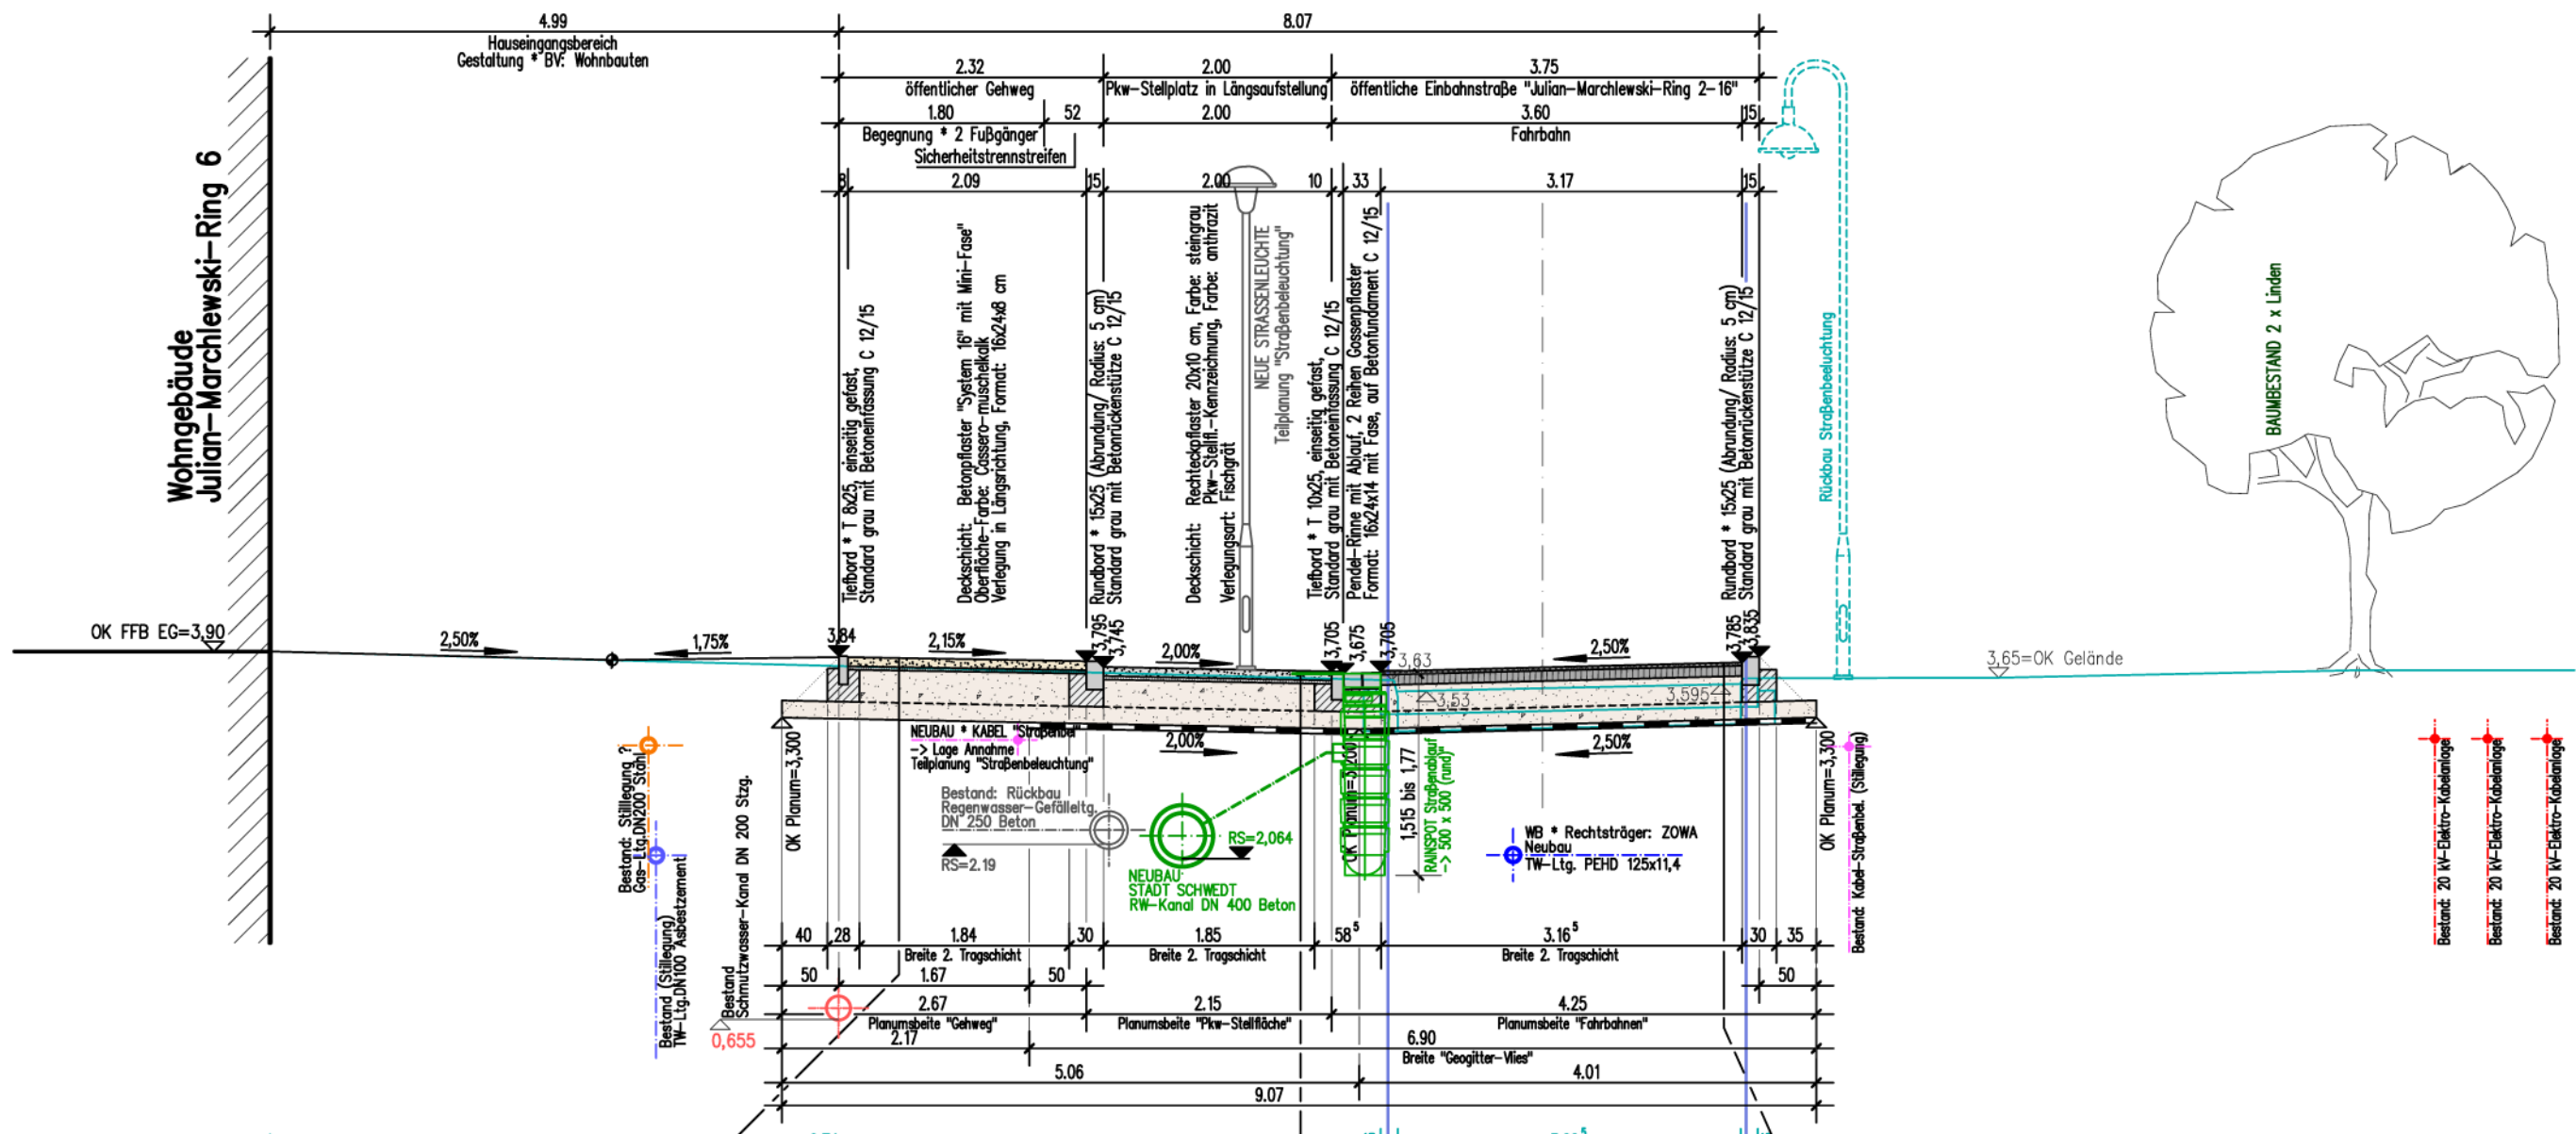 4.99
8.07
Hauseingangsbereich
Gestaltung * BV: Wohnbauten
2.32
2.00
3.75
öffentlicher Gehweg
Pkw-Stellplatz in Längsaufstellung
öffentliche Einbahnstraße "Julian-Marchlewski-Ring 2-16"
1.80
52
2.00
3.60
15
Begegnung * 2 Fußgänger
Fahrbahn
Sicherheitstrennstreifen
8
2.09
15
2.00
10
33
3.17
15
Wohngebäude
Julian-Marchlewski-Ring 6
Tiefbord * T 8x25, einseitig gefast,
Standard grau mit Betoneinfassung C 12/15
Deckschicht: Betonpflaster "System 16" mit Mini-Fase"
Oberfläche-Farbe: Cassero-muschelkalk
Verlegung in Längsrichtung, Format: 16x24x8 cm
Rundbord * 15x25 (Abrundung/ Radius: 5 cm)
Standard grau mit Betonrückenstütze C 12/15
Deckschicht: Rechteckpflaster 20x10 cm, Farbe: steingrau
Pkw-Stellfl.-Kennzeichnung, Farbe: anthrazit
Verlegungsart: Fischgrät
NEUE STRASSENLEUCHTE
Teilplanung "Straßenbeleuchtung"
Tiefbord * T 10x25, einseitig gefast,
Standard grau mit Betoneinfassung C 12/15
Pendel-Rinne mit Ablauf, 2 Reihen Gossenpflaster
Format: 16x24x14 mit Fase, auf Betonfundament C 12/15
Rundbord * 15x25 (Abrundung/ Radius: 5 cm)
Standard grau mit Betonrückenstütze C 12/15
Rückbau Straßenbeeluchtung
BAUMBESTAND 2 x Linden
OK FFB EG=3,90
2,50%
1,75%
3,84
2,15%
3,795
3,745
2,00%
3,705
3,675
3,705
3,63
2,50%
3,785
3,835
3,65=OK Gelände
3,53
3,595
NEUBAU * KABEL "Straßenbel"
-> Lage Annahme
Teilplanung "Straßenbeleuchtung"
2,00%
2,50%
OK Planum=3,300
OK Planum=3,200
OK Planum=3,300
Bestand: Stilllegung ?
Gas-Ltg.DN200 Stahl
Bestand (Stillegung)
TW-Ltg.DN100 Asbestzement
Bestand
Schmutzwasser-Kanal DN 200 Stzg.
0,655
Bestand: Rückbau
Regenwasser-Gefälleltg.
DN 250 Beton
RS=2.19
RS=2,064
NEUBAU
STADT SCHWEDT
RW-Kanal DN 400 Beton
1,515 bis 1,77
RAINSPOT Straßenablauf
-> 500 x 500 (rund)"
WB * Rechtsträger: ZOWA
Neubau
TW-Ltg. PEHD 125x11,4
Bestand: Kabel-Straßenbel. (Stillegung)
Bestand: 20 kV-Elektro-Kabelanlage
Bestand: 20 kV-Elektro-Kabelanlage
Bestand: 20 kV-Elektro-Kabelanlage
40
28
1.84
30
1.85
58⁵
3.16⁵
30
35
Breite 2. Tragschicht
Breite 2. Tragschicht
Breite 2. Tragschicht
50
1.67
50
50
2.67
2.15
4.25
Planumsbeite "Gehweg"
Planumsbeite "Pkw-Stellfläche"
Planumsbeite "Fahrbahnen"
2.17
6.90
Breite "Geogitter-Vlies"
5.06
4.01
9.07